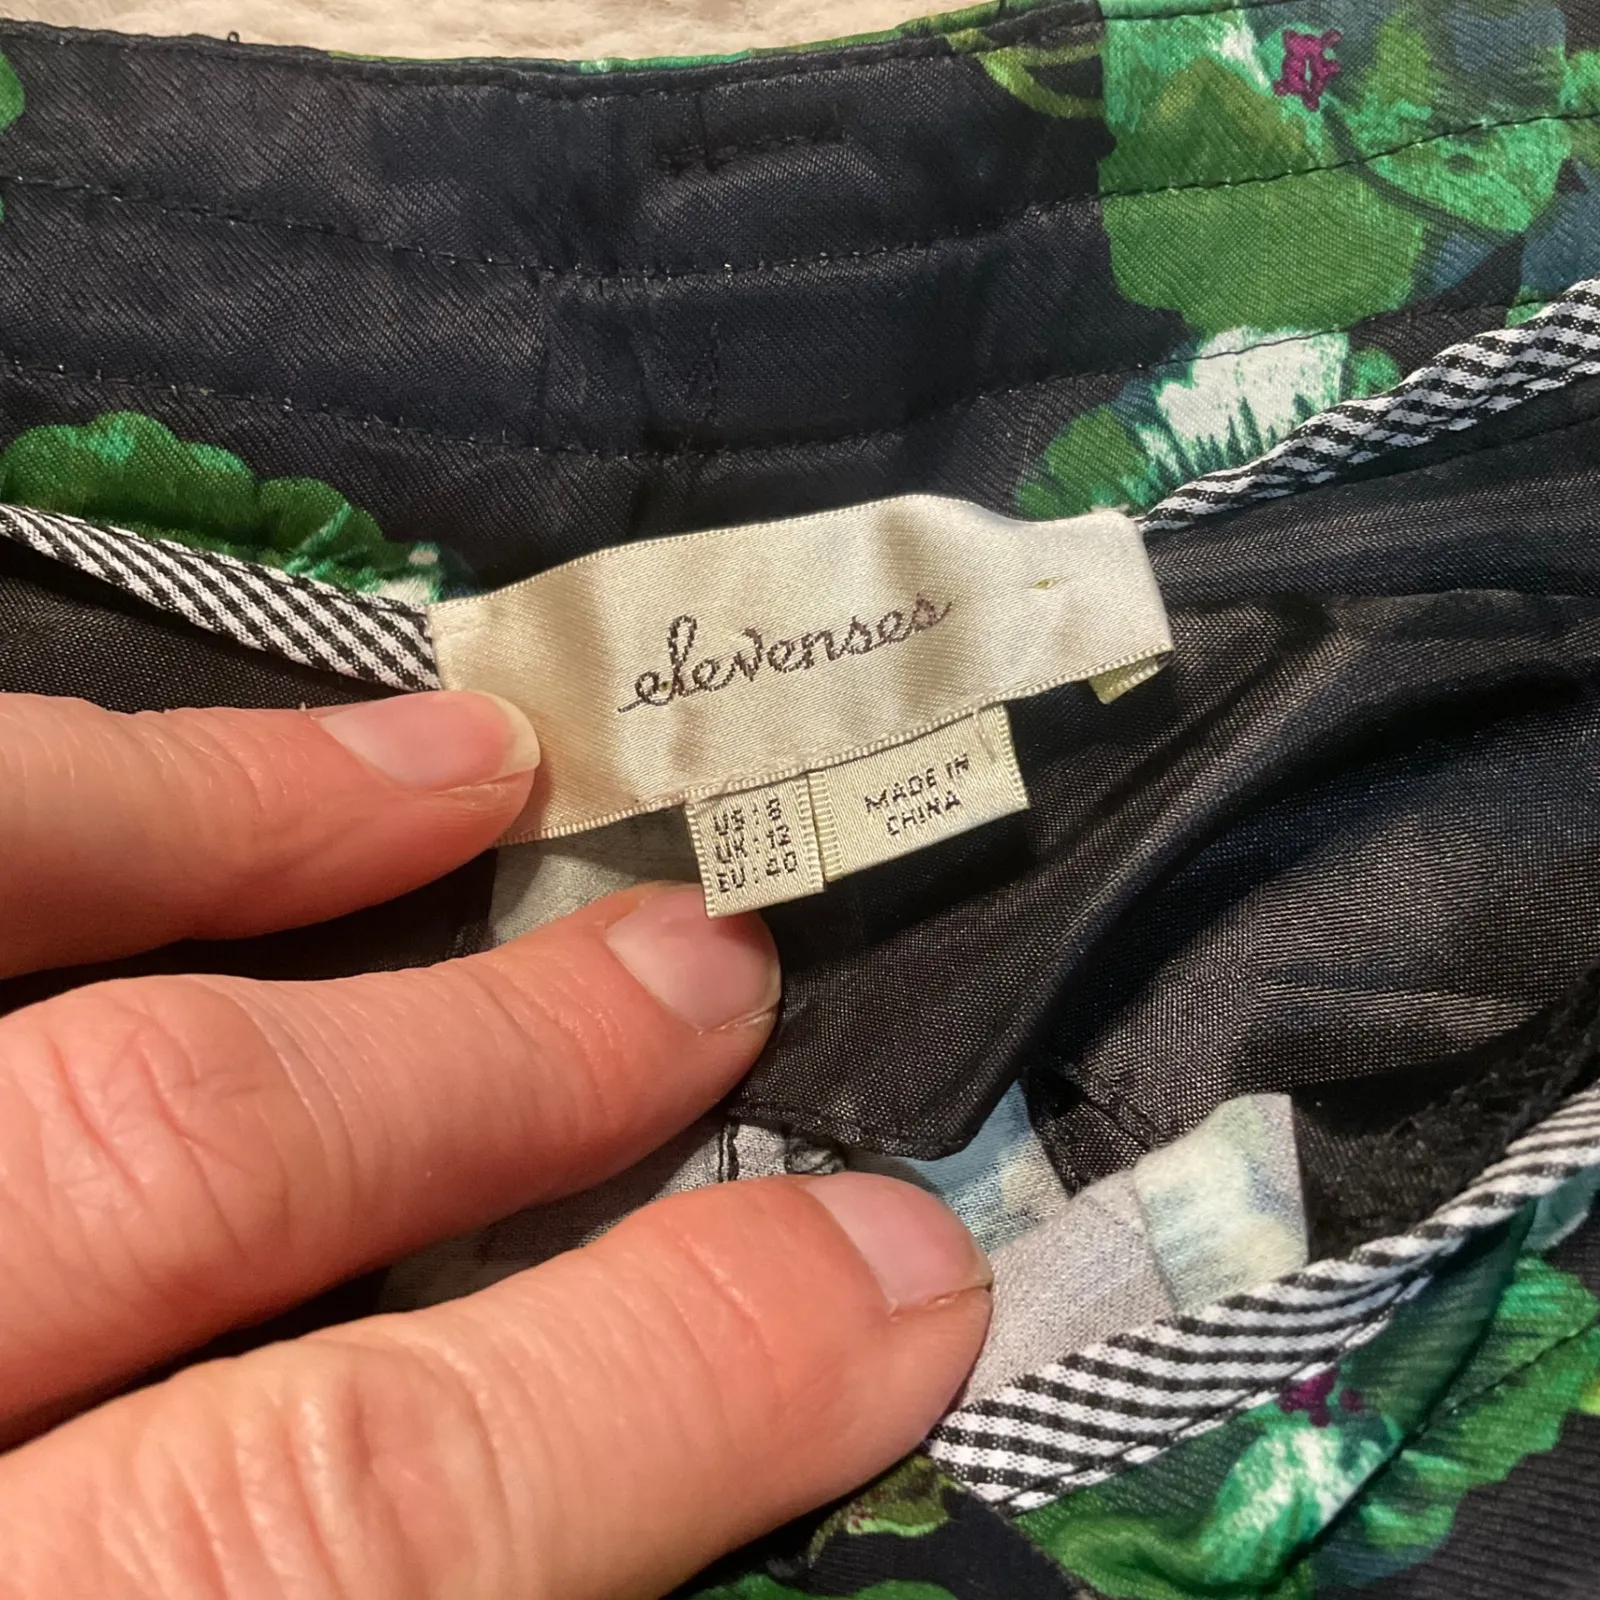 elevenses
US : 8
UK : 12
EU : 40
MADE IN
CHINA